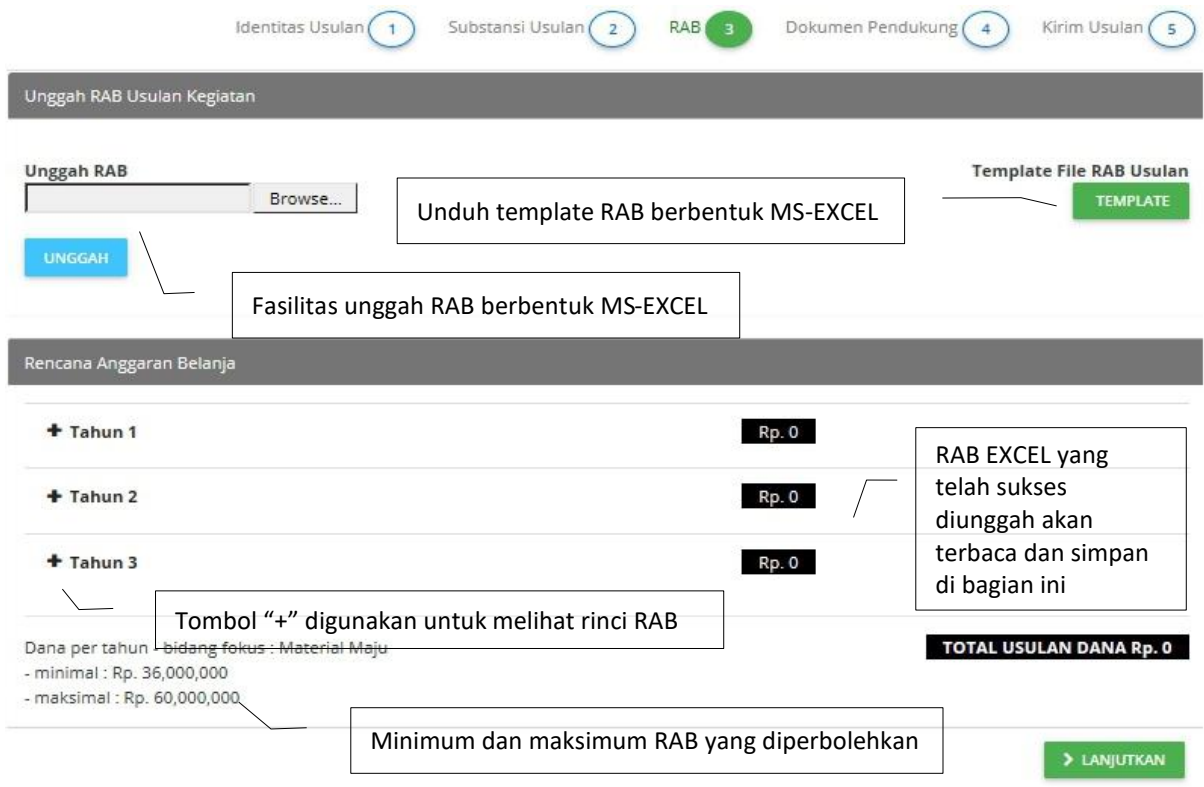 Identitas Usulan 1 Substansi Usulan 2 RAB 3 Dokumen Pendukung 4 Kirim Usulan 5
Unggah RAB Usulan Kegiatan
Unggah RAB
Template File RAB Usulan
Browse...
Unduh template RAB berbentuk MS-EXCEL
TEMPLATE
UNGGAH
Fasilitas unggah RAB berbentuk MS-EXCEL
Rencana Anggaran Belanja
+ Tahun 1 Rp. 0
+ Tahun 2 Rp. 0
+ Tahun 3 Rp. 0
RAB EXCEL yang
telah sukses
diunggah akan
terbaca dan simpan
di bagian ini
Tombol “+” digunakan untuk melihat rinci RAB
Dana per tahun - bidang fokus : Material Maju
- minimal : Rp. 36,000,000
- maksimal : Rp. 60,000,000
TOTAL USULAN DANA Rp. 0
Minimum dan maksimum RAB yang diperbolehkan
> LANJUTKAN